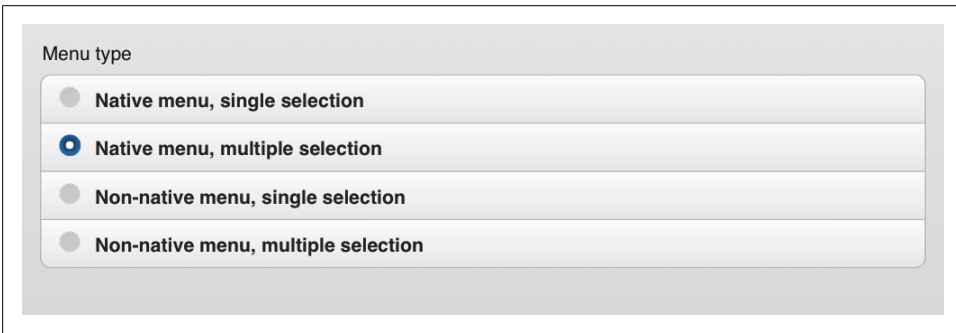 Menu type
Native menu, single selection
Native menu, multiple selection
Non-native menu, single selection
Non-native menu, multiple selection